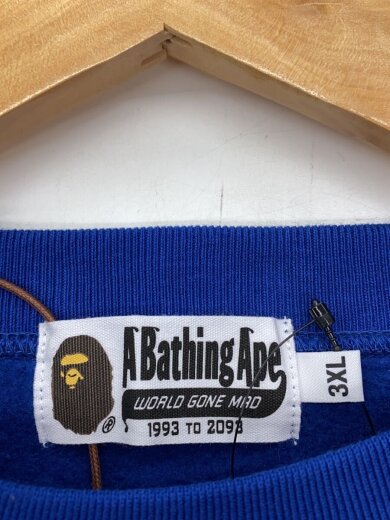 A Bathing Ape
WORLD GONE MAD
1993 TO 2093
®
3XL